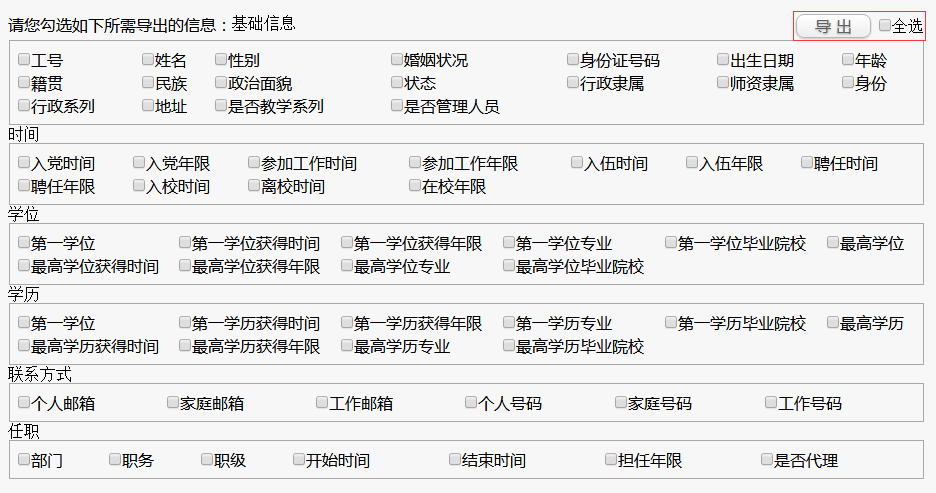 请您勾选如下所需导出的信息：基础信息 导 出 全选
工号 姓名 性别 婚姻状况 身份证号码 出生日期 年龄
籍贯 民族 政治面貌 状态 行政隶属 师资隶属 身份
行政系列 地址 是否教学系列 是否管理人员
时间
入党时间 入党年限 参加工作时间 参加工作年限 入伍时间 入伍年限 聘任时间
聘任年限 入校时间 离校时间 在校年限
学位
第一学位 第一学位获得时间 第一学位获得年限 第一学位专业 第一学位毕业院校 最高学位
最高学位获得时间 最高学位获得年限 最高学位专业 最高学位毕业院校
学历
第一学位 第一学历获得时间 第一学历获得年限 第一学历专业 第一学历毕业院校 最高学历
最高学历获得时间 最高学历获得年限 最高学历专业 最高学历毕业院校
联系方式
个人邮箱 家庭邮箱 工作邮箱 个人号码 家庭号码 工作号码
任职
部门 职务 职级 开始时间 结束时间 担任年限 是否代理